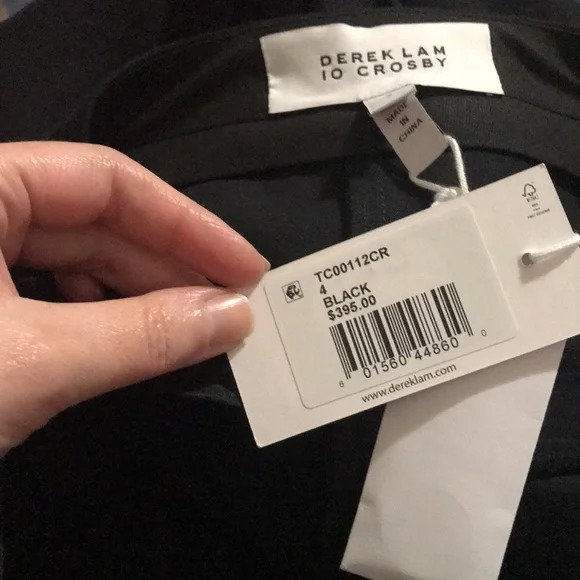 DEREK LAM
10 CROSBY
MADE
IN
CHINA
FSC
TC00112CR
4
BLACK
$395.00
6 01560 44860 0
www.dereklam.com